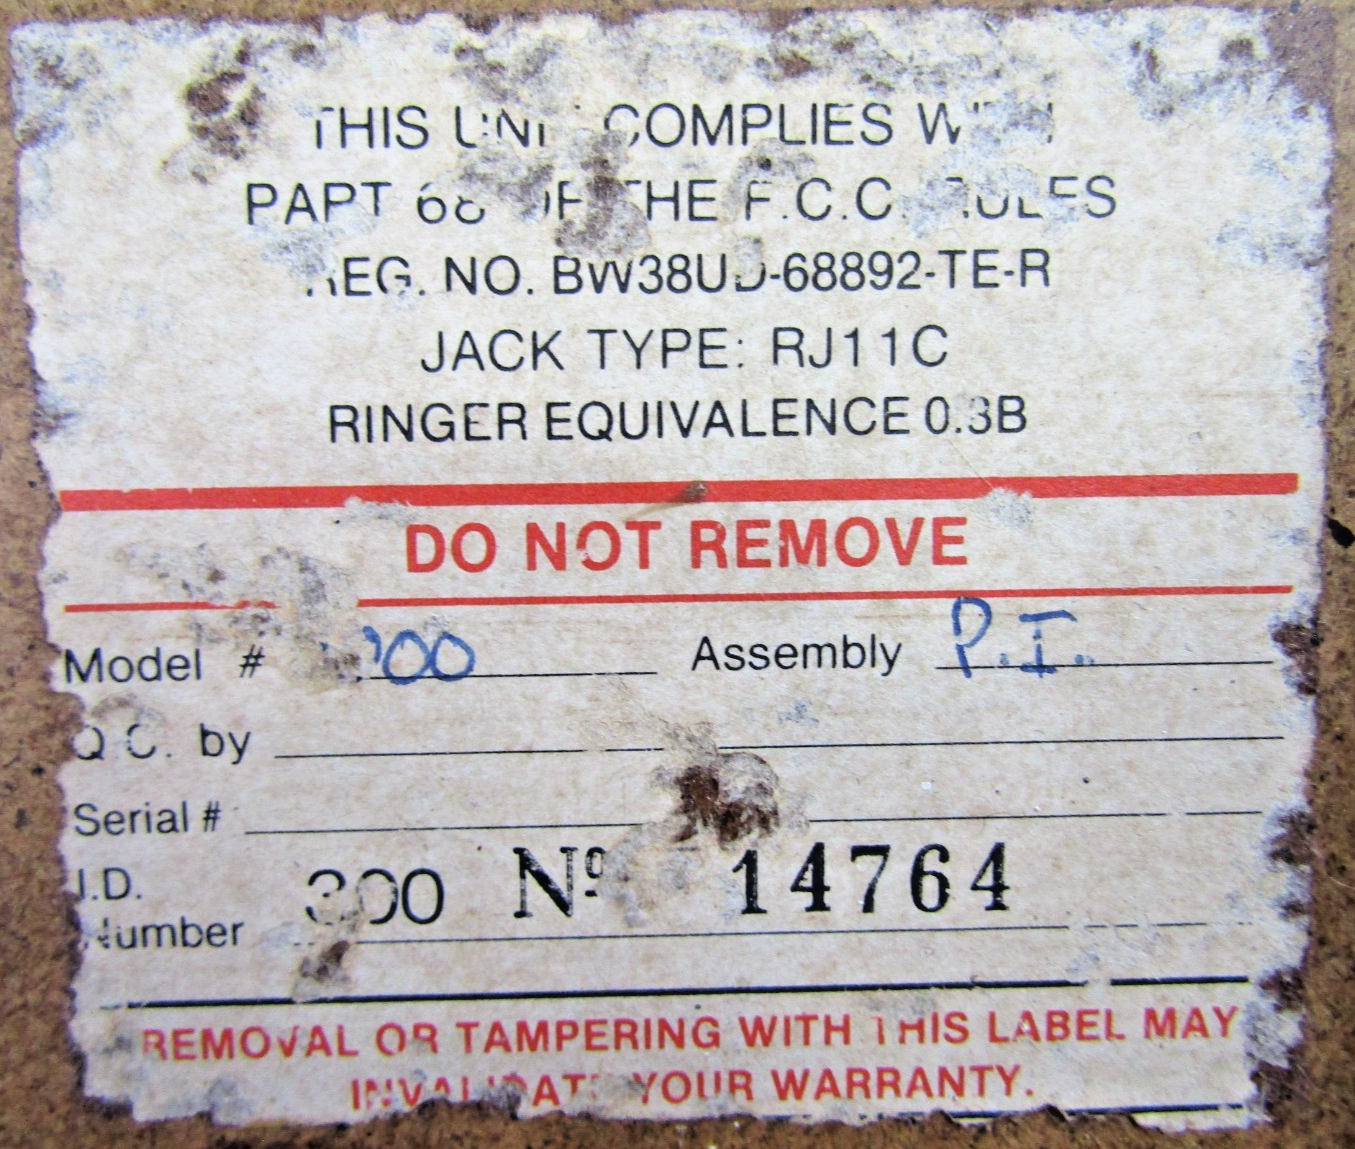 THIS UNIT COMPLIES WITH
PART 68 OF THE F.C.C. RULES
REG. NO. BW38UD-68892-TE-R
JACK TYPE: RJ11C
RINGER EQUIVALENCE 0.3B
DO NOT REMOVE
Model # Assembly P.I.
Q.C. by
Serial #
I.D.
Number 300 Nº 14764
REMOVAL OR TAMPERING WITH THIS LABEL MAY
INVALIDATE YOUR WARRANTY.